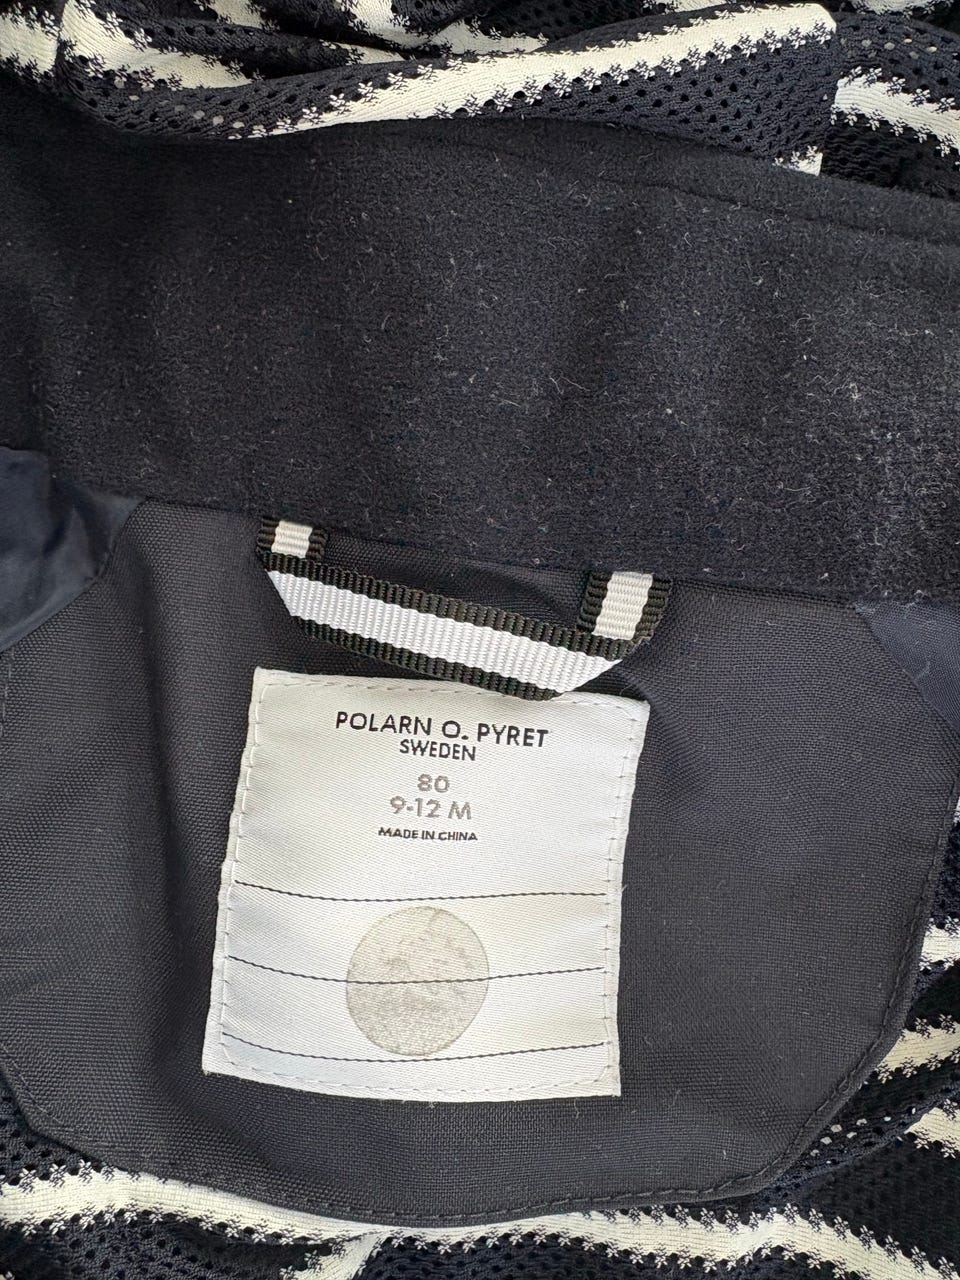 POLARN O. PYRET
SWEDEN
80
9-12 M
MADE IN CHINA